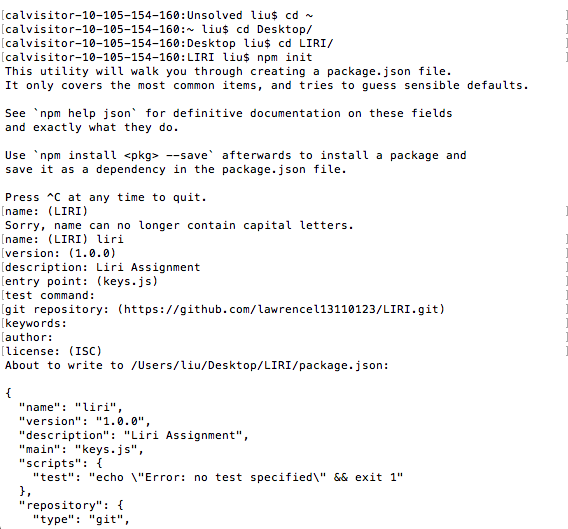 [calvisitor-10-105-154-160:Unsolved liu$ cd ~ ]
[calvisitor-10-105-154-160:~ liu$ cd Desktop/ ]
[calvisitor-10-105-154-160:Desktop liu$ cd LIRI/ ]
[calvisitor-10-105-154-160:LIRI liu$ npm init ]
This utility will walk you through creating a package.json file.
It only covers the most common items, and tries to guess sensible defaults.
See `npm help json` for definitive documentation on these fields
and exactly what they do.
Use `npm install <pkg> --save` afterwards to install a package and
save it as a dependency in the package.json file.
Press ^C at any time to quit.
[name: (LIRI) ]
Sorry, name can no longer contain capital letters.
[name: (LIRI) liri ]
[version: (1.0.0) ]
[description: Liri Assignment ]
[entry point: (keys.js) ]
[test command: ]
[git repository: (https://github.com/lawrencel13110123/LIRI.git) ]
[keywords: ]
[author: ]
[license: (ISC) ]
About to write to /Users/liu/Desktop/LIRI/package.json:
{
  "name": "liri",
  "version": "1.0.0",
  "description": "Liri Assignment",
  "main": "keys.js",
  "scripts": {
    "test": "echo \"Error: no test specified\" && exit 1"
  },
  "repository": {
    "type": "git",